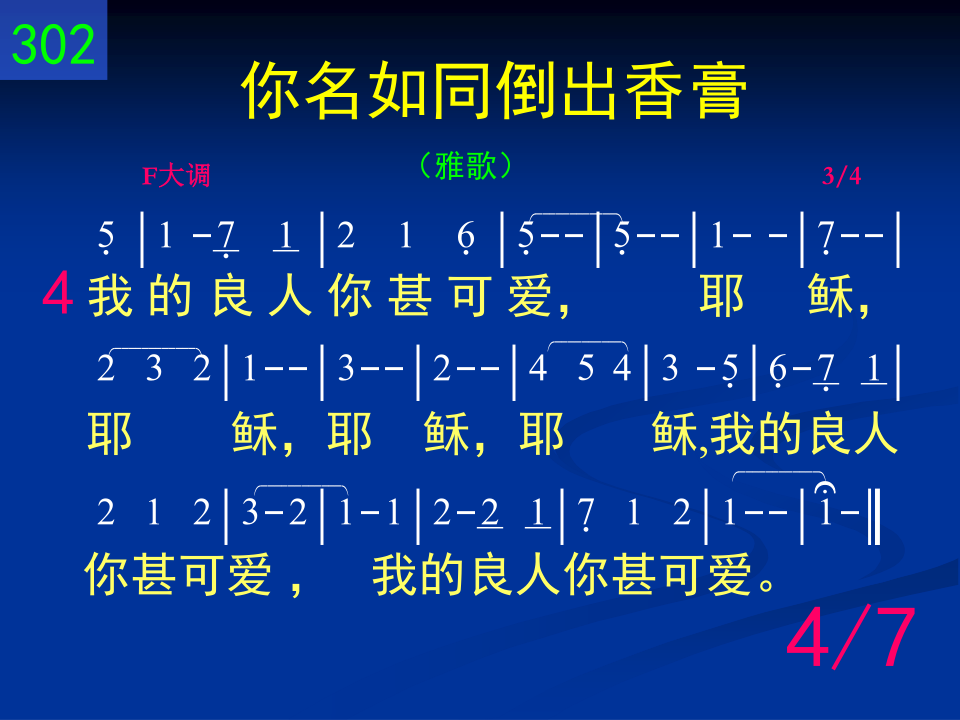 302
你名如同倒出香膏
F大调 （雅歌） 3/4
5̣ | 1 - 7̣̲ 1̲ | 2 1 6̣ | 5̣ - - | 5̣ - - | 1 - - | 7̣ - - |
4 我的良人你甚可爱， 耶 稣，
2 3 2 | 1 - - | 3 - - | 2 - - | 4 5 4 | 3 - 5̣ | 6̣ - 7̣̲ 1̲ |
耶 稣，耶 稣，耶 稣,我的良人
2 1 2 | 3 - 2 | 1 - 1 | 2 - 2̲ 1̲ | 7̣ 1 2 | 1 - - | 1 - ‖
你甚可爱 ， 我的良人你甚可爱。
4/7